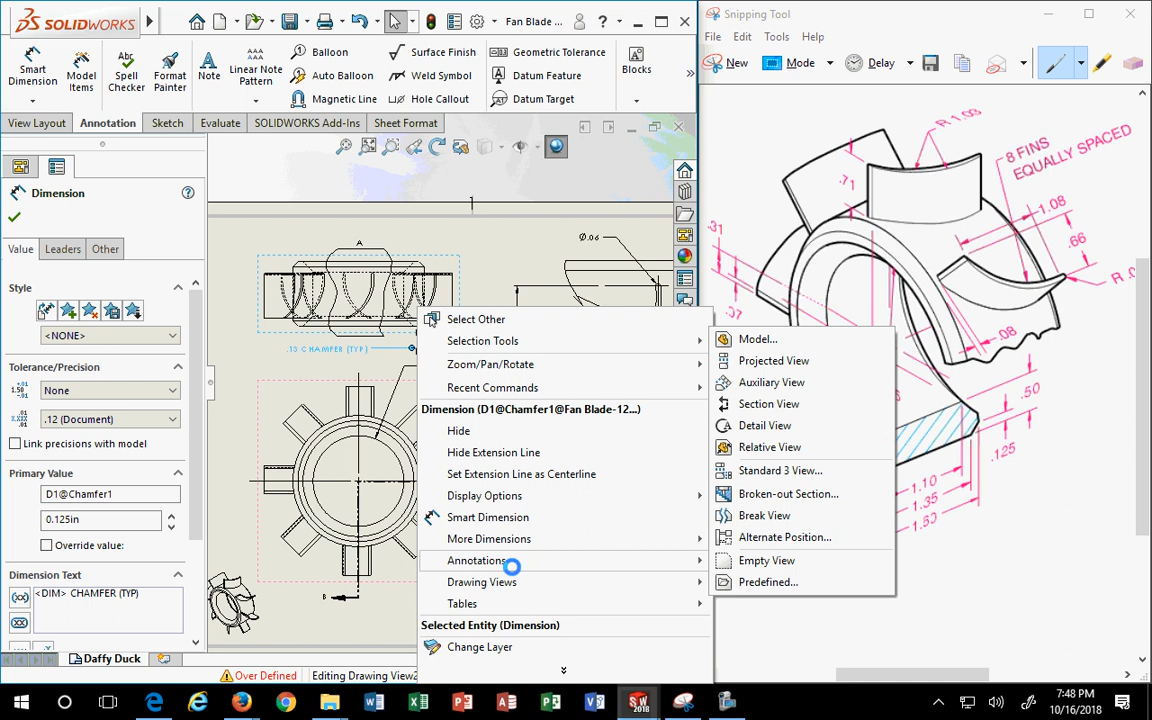 SOLIDWORKS
Fan Blade ...
Snipping Tool
File
Edit
Tools
Help
New
Mode
Delay
Smart
Dimension
Model
Items
Abc
Spell
Checker
Format
Painter
A
Note
AAA
AAA
Linear Note
Pattern
Balloon
Auto Balloon
Magnetic Line
Surface Finish
Weld Symbol
Hole Callout
Geometric Tolerance
Datum Feature
Datum Target
Blocks
View Layout
Annotation
Sketch
Evaluate
SOLIDWORKS Add-Ins
Sheet Format
Dimension
Value
Leaders
Other
Style
<NONE>
Tolerance/Precision
None
.12 (Document)
Link precisions with model
Primary Value
D1@Chamfer1
0.125in
Override value:
Dimension Text
<DIM> CHAMFER (TYP)
A
Ø.06
.13 CHAMFER (TYP)
B
Select Other
Selection Tools
Zoom/Pan/Rotate
Recent Commands
Dimension (D1@Chamfer1@Fan Blade-12...)
Hide
Hide Extension Line
Set Extension Line as Centerline
Display Options
Smart Dimension
More Dimensions
Annotations
Drawing Views
Tables
Selected Entity (Dimension)
Change Layer
Model...
Projected View
Auxiliary View
Section View
Detail View
Relative View
Standard 3 View...
Broken-out Section...
Break View
Alternate Position...
Empty View
Predefined...
8 FINS
EQUALLY SPACED
.71
1.08
.66
.31
.07
.08
.50
.125
1.10
1.35
1.50
Daffy Duck
Over Defined
Editing Drawing View2
7:48 PM
10/16/2018